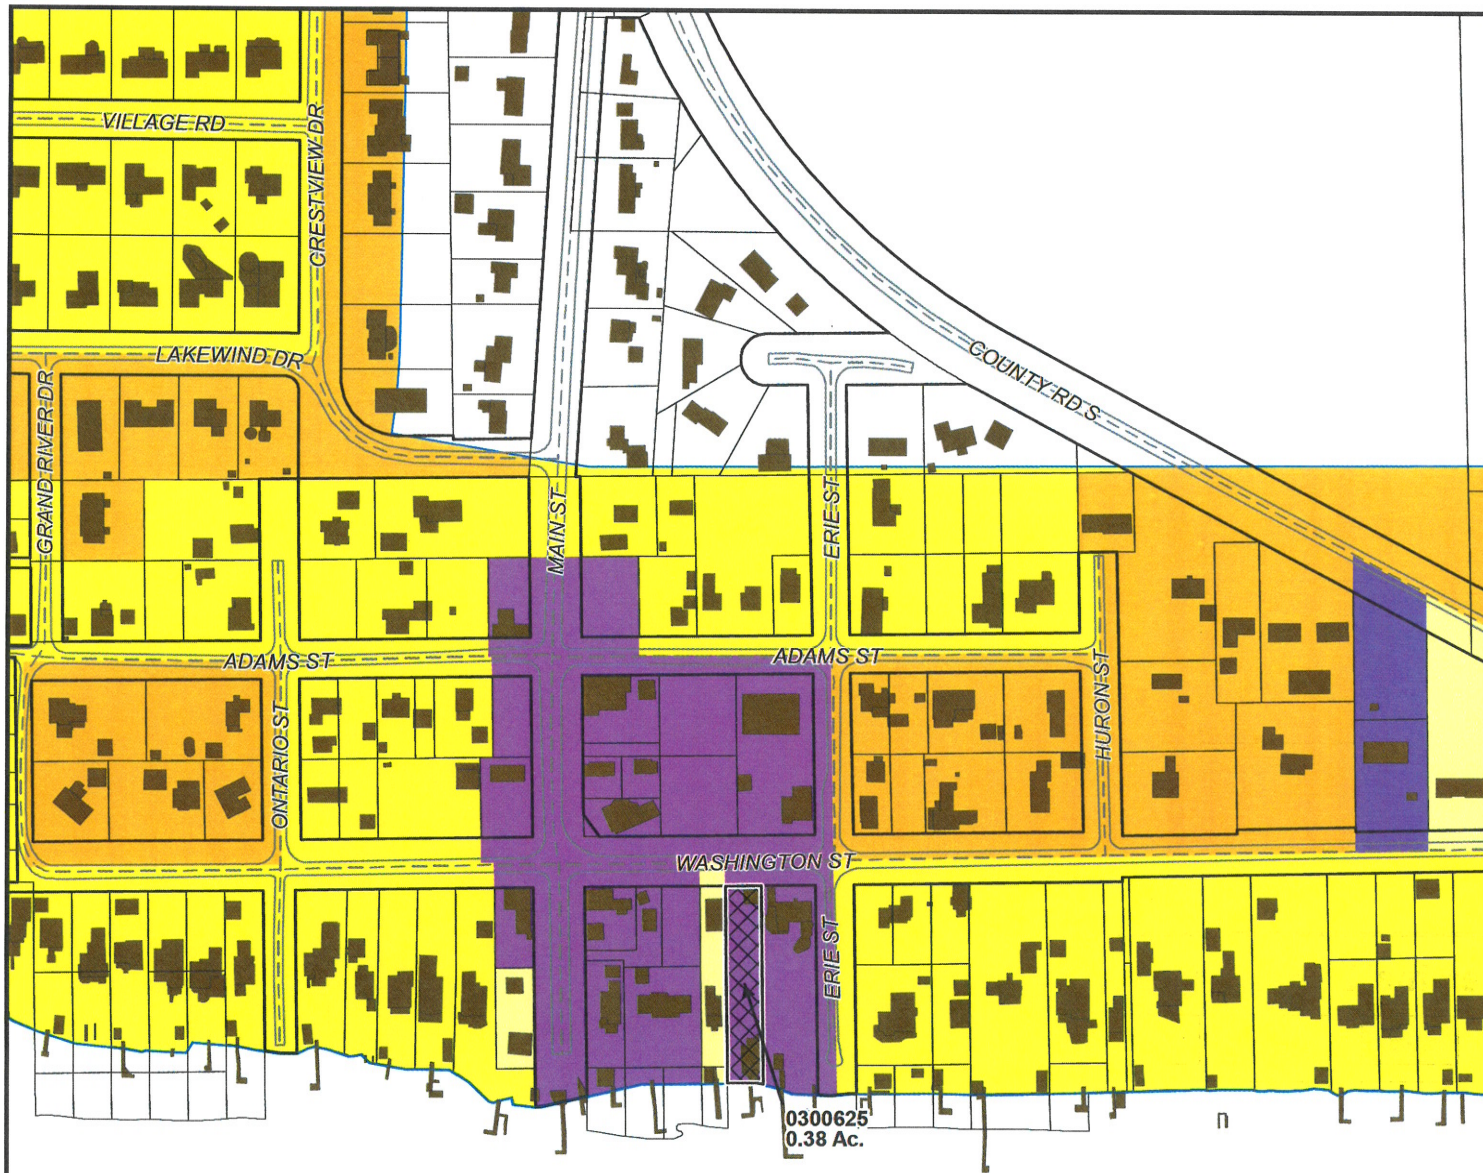 VILLAGE RD
CRESTVIEW DR
LAKEWIND DR
GRAND RIVER DR
COUNTY RD S
MAIN ST
ERIE ST
ADAMS ST
ADAMS ST
ONTARIO ST
HURON ST
WASHINGTON ST
ERIE ST
0300625
0.38 Ac.